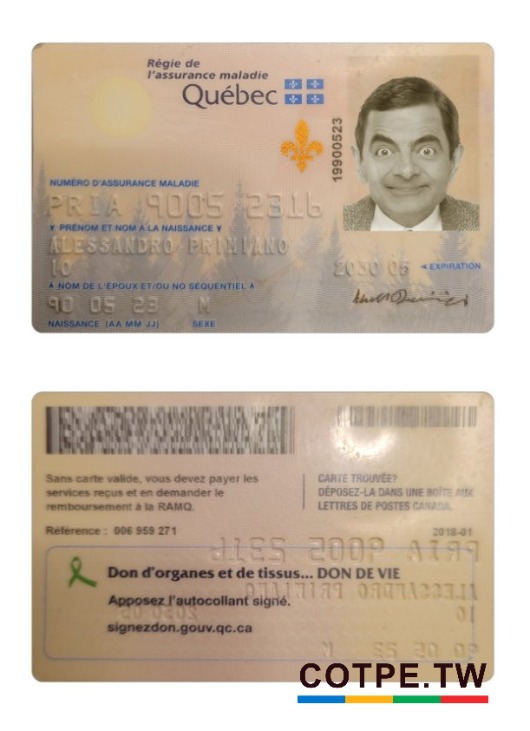 Régie de
l'assurance maladie
Québec
19900523
NUMÉRO D'ASSURANCE MALADIE
PRIA 9005 2316
PRÉNOM ET NOM À LA NAISSANCE
ALESSANDRO PRIMIANO
10
2030 05 EXPIRATION
NOM DE L'ÉPOUX ET/OU NO SÉQUENTIEL
90 05 23 M
NAISSANCE (AA MM JJ) SEXE
Sans carte valide, vous devez payer les
services reçus et en demander le
remboursement à la RAMQ.
CARTE TROUVÉE?
DÉPOSEZ-LA DANS UNE BOÎTE AUX
LETTRES DE POSTES CANADA.
Référence : 006 959 271
2018-01
Don d'organes et de tissus... DON DE VIE
Apposez l'autocollant signé.
signezdon.gouv.qc.ca
COTPE.TW